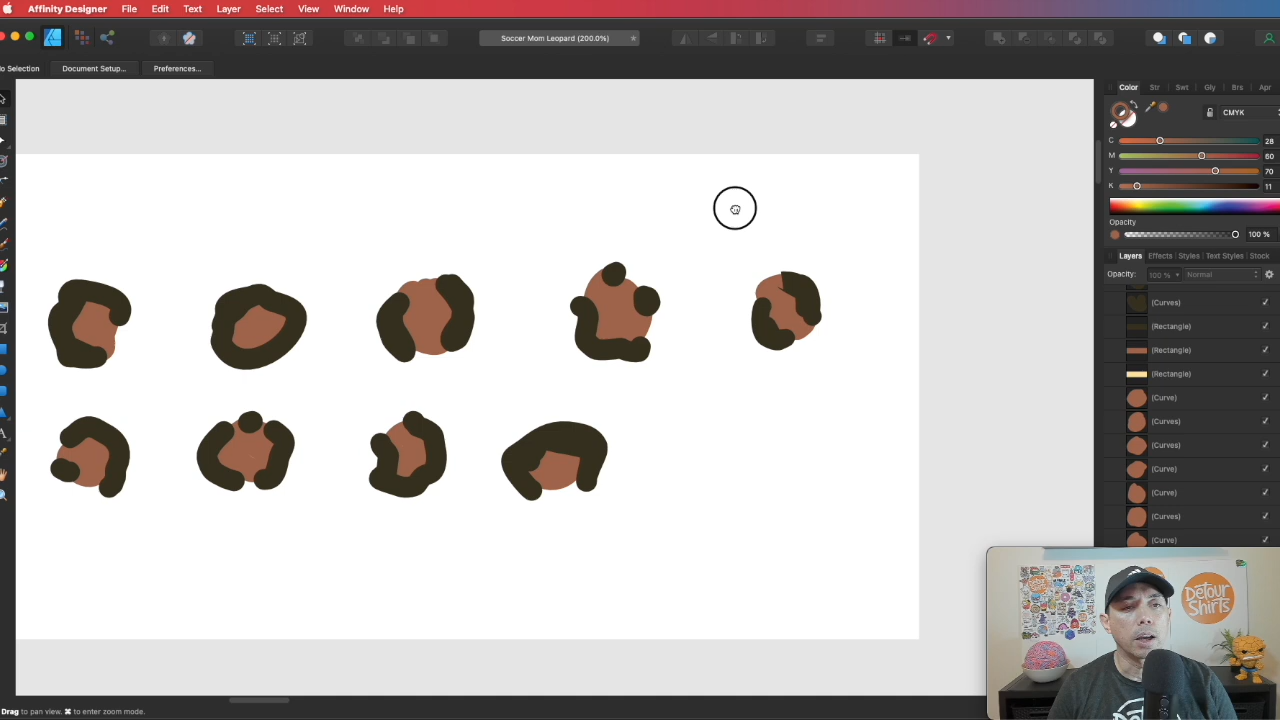 Affinity Designer File Edit Text Layer Select View Window Help
Soccer Mom Leopard (200.0%)
o Selection Document Setup... Preferences...
Color Str Swt Gly Brs Apr
CMYK
C 28
M 60
Y 70
K 11
Opacity
100 %
Layers Effects Styles Text Styles Stock
Opacity: 100 % Normal
(Curves)
(Rectangle)
(Rectangle)
(Rectangle)
(Curve)
(Curves)
(Curves)
(Curve)
(Curve)
(Curves)
(Curve)
DeTour
SHIRTS
Drag to pan view. ⌘ to enter zoom mode.